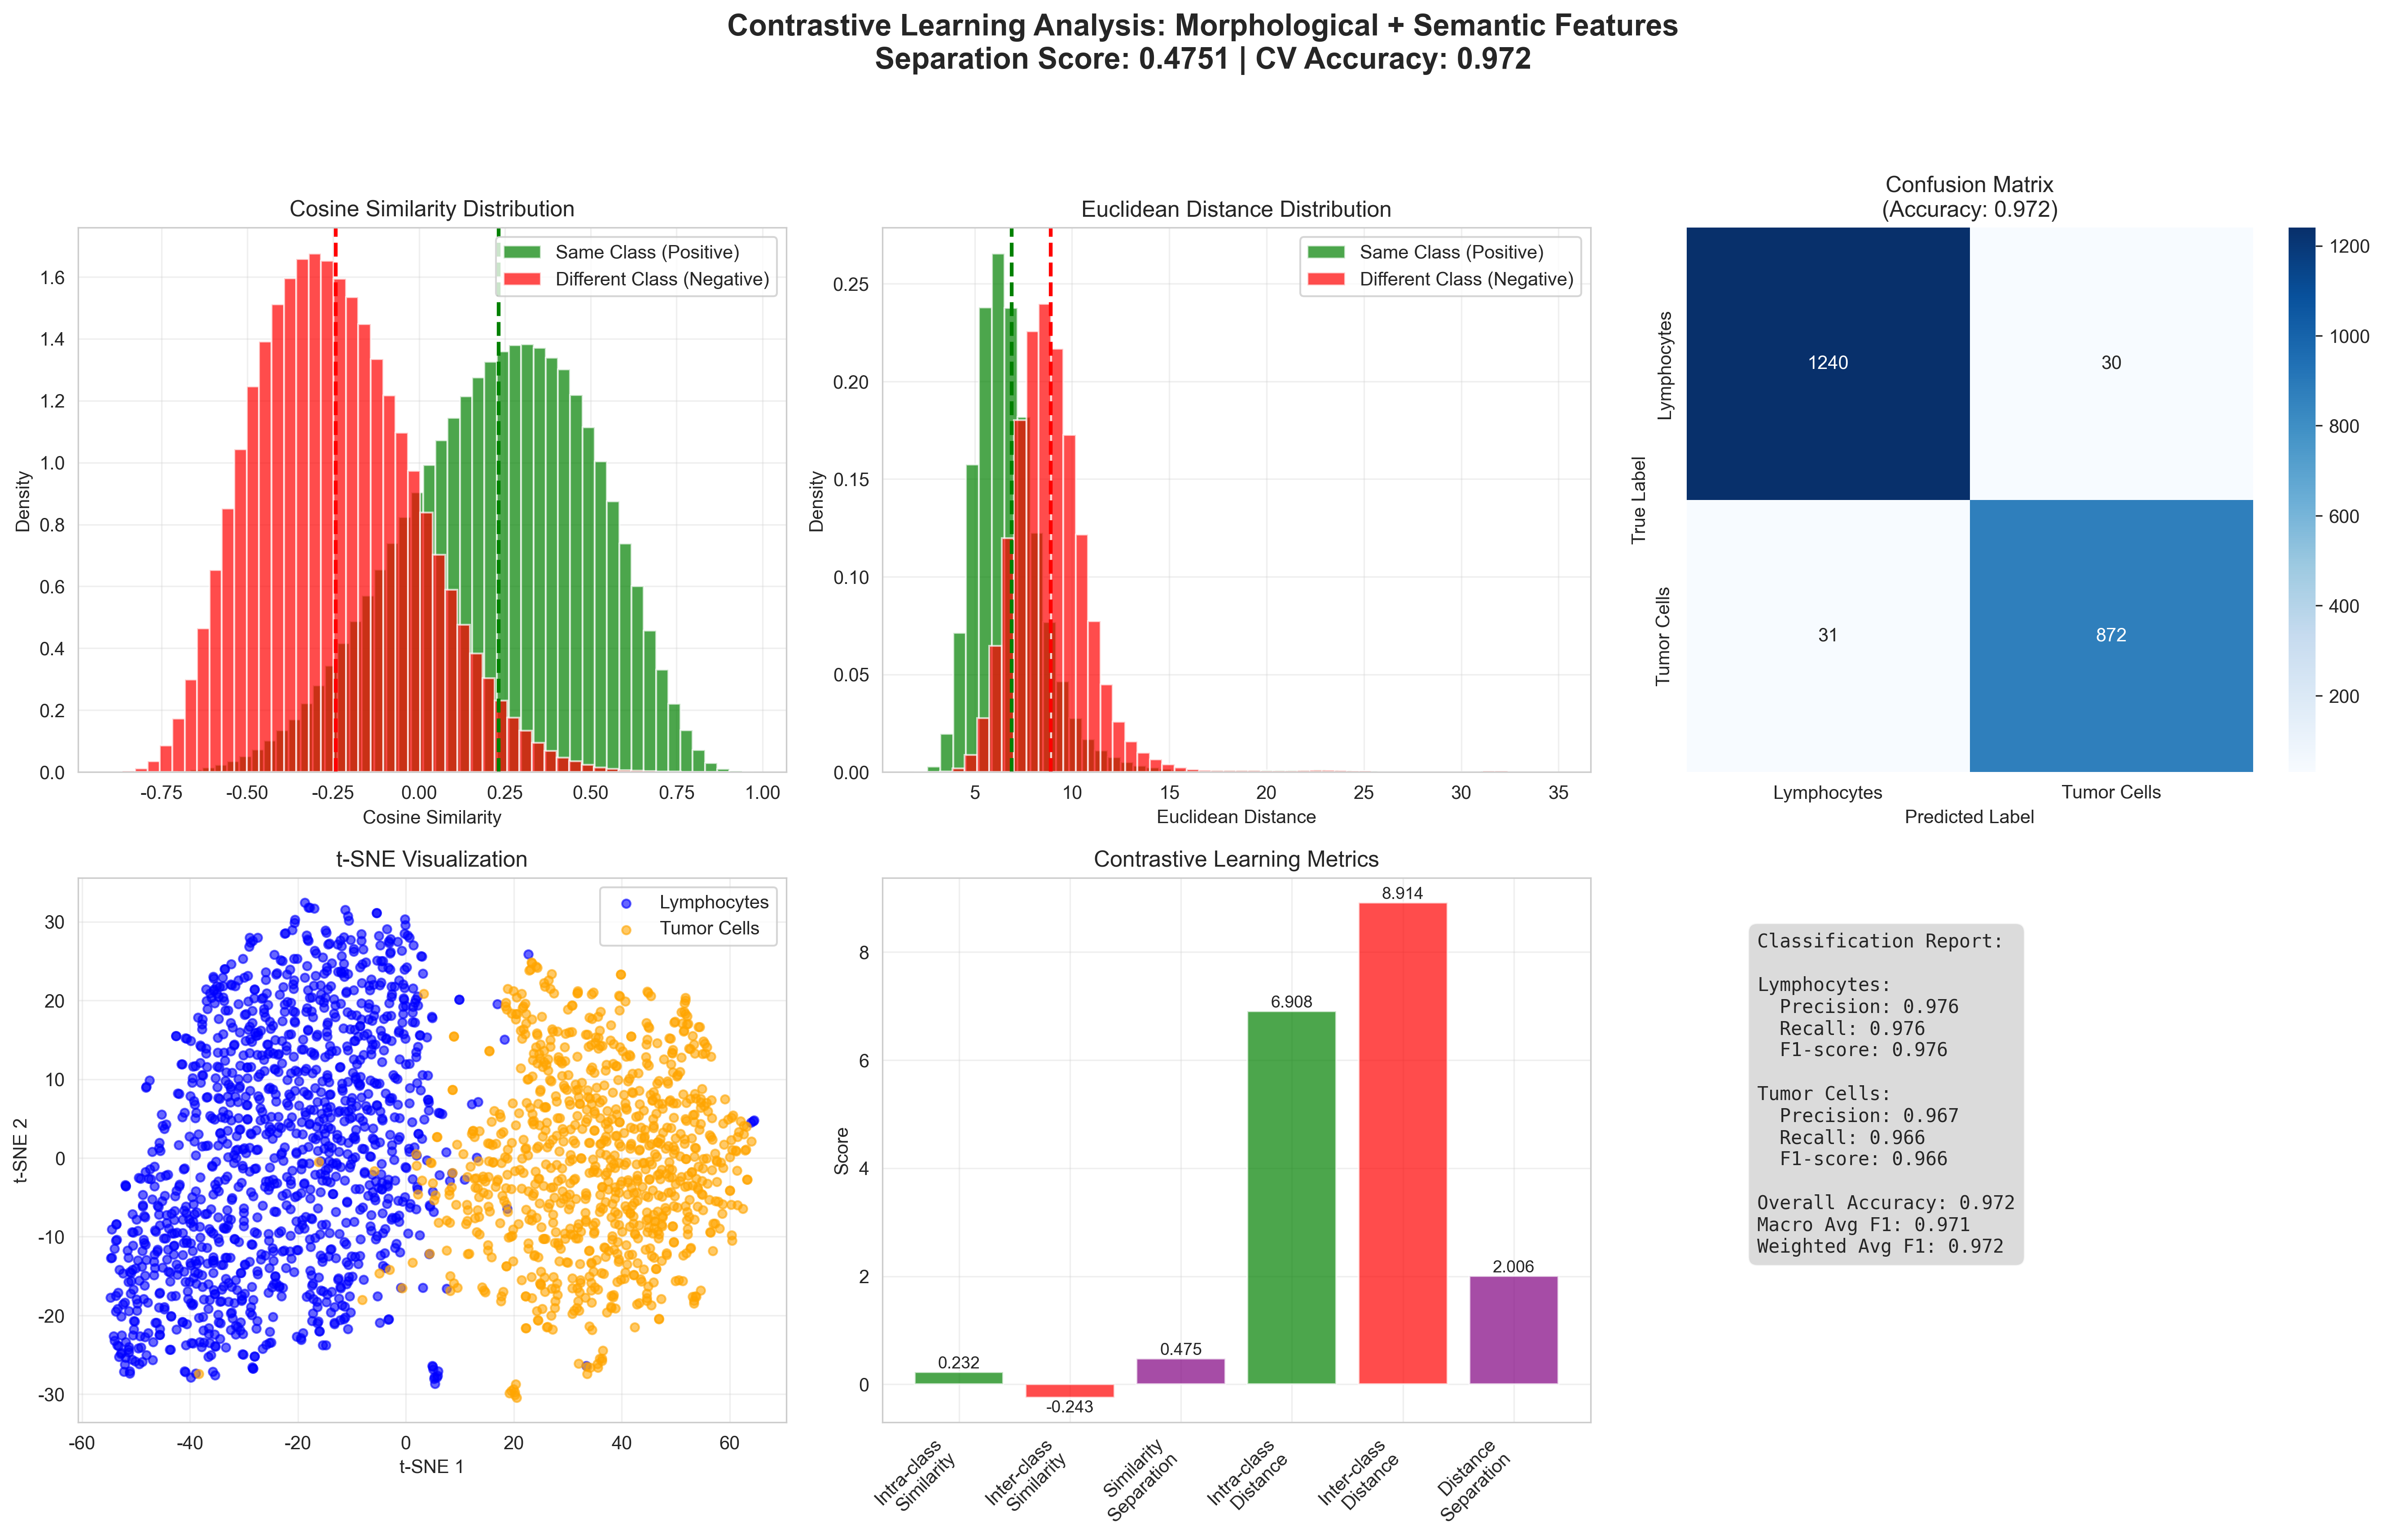 Contrastive Learning Analysis: Morphological + Semantic Features
Separation Score: 0.4751 | CV Accuracy: 0.972
Cosine Similarity Distribution
Same Class (Positive)
Different Class (Negative)
1.6
1.4
1.2
1.0
0.8
0.6
0.4
0.2
0.0
Density
-0.75
-0.50
-0.25
0.00
0.25
0.50
0.75
1.00
Cosine Similarity
Euclidean Distance Distribution
Same Class (Positive)
Different Class (Negative)
0.25
0.20
0.15
0.10
0.05
0.00
Density
5
10
15
20
25
30
35
Euclidean Distance
Confusion Matrix
(Accuracy: 0.972)
True Label
Lymphocytes
Tumor Cells
1240
30
31
872
Lymphocytes
Tumor Cells
Predicted Label
1200
1000
800
600
400
200
t-SNE Visualization
Lymphocytes
Tumor Cells
30
20
10
0
-10
-20
-30
t-SNE 2
-60
-40
-20
0
20
40
60
t-SNE 1
Contrastive Learning Metrics
8
6
4
2
0
Score
0.232
-0.243
0.475
6.908
8.914
2.006
Intra-class
Similarity
Inter-class
Similarity
Similarity
Separation
Intra-class
Distance
Inter-class
Distance
Distance
Separation
Classification Report:
Lymphocytes:
Precision: 0.976
Recall: 0.976
F1-score: 0.976
Tumor Cells:
Precision: 0.967
Recall: 0.966
F1-score: 0.966
Overall Accuracy: 0.972
Macro Avg F1: 0.971
Weighted Avg F1: 0.972